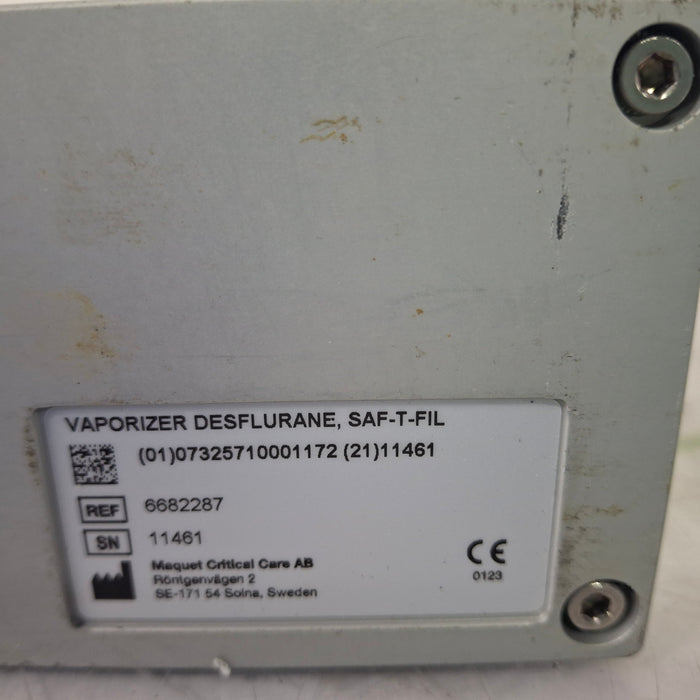 VAPORIZER DESFLURANE, SAF-T-FIL
(01)07325710001172 (21)11461
REF 6682287
SN 11461
Maquet Critical Care AB
Röntgenvägen 2
SE-171 54 Solna, Sweden
CE
0123